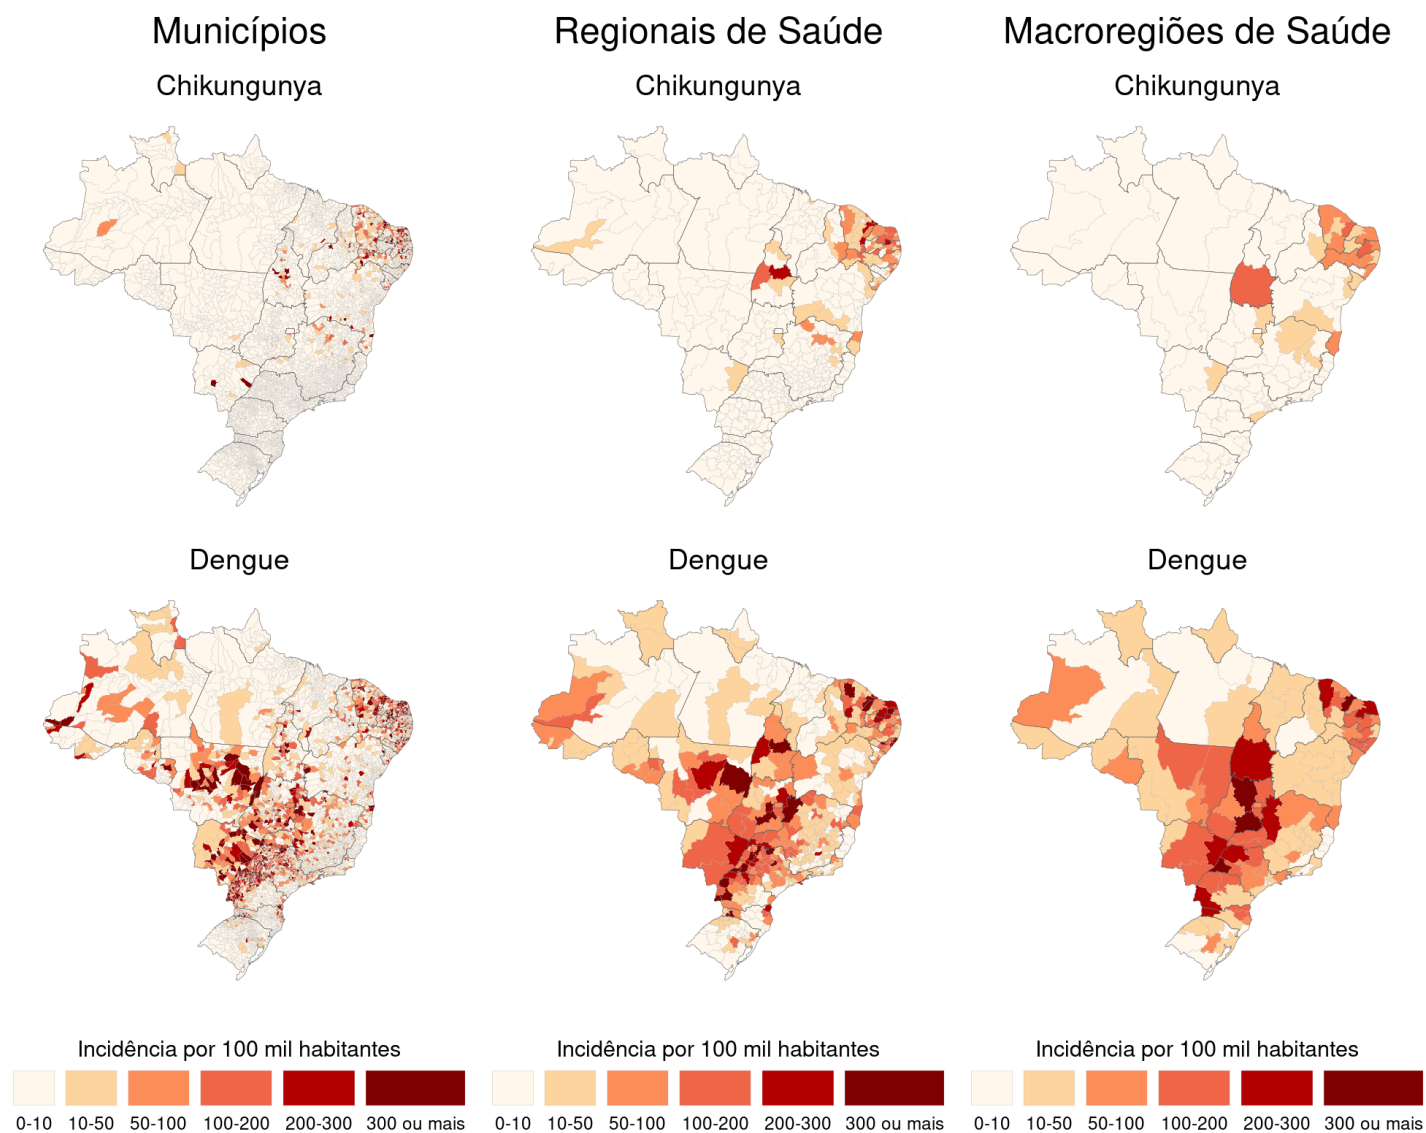 Municípios
Regionais de Saúde
Macroregiões de Saúde
Chikungunya
Chikungunya
Chikungunya
Dengue
Dengue
Dengue
Incidência por 100 mil habitantes
Incidência por 100 mil habitantes
Incidência por 100 mil habitantes
0-10 10-50 50-100 100-200 200-300 300 ou mais
0-10 10-50 50-100 100-200 200-300 300 ou mais
0-10 10-50 50-100 100-200 200-300 300 ou mais